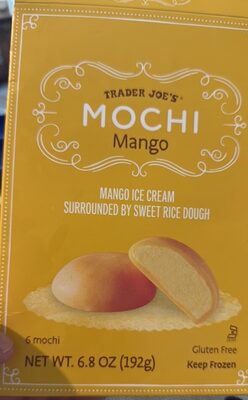 TRADER JOE'S
MOCHI
Mango
MANGO ICE CREAM
SURROUNDED BY SWEET RICE DOUGH
6 mochi
NET WT. 6.8 OZ (192g)
Gluten Free
Keep Frozen